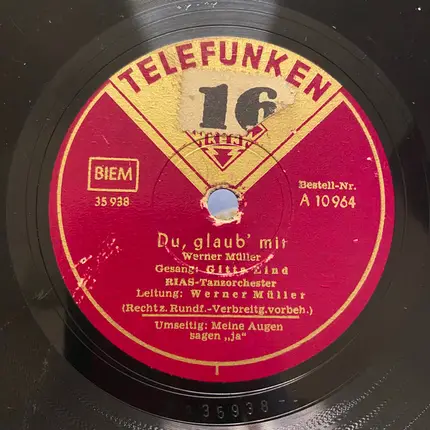 TELEFUNKEN
16
BIEM
35 938
Bestell-Nr.
A 10964
Du, glaub' mir
Werner Müller
Gesang: Gitta Lind
RIAS-Tanzorchester
Leitung: Werner Müller
(Recht z. Rundf.-Verbreitg. vorbeh.)
Umseitig: Meine Augen
sagen „ja"
35938